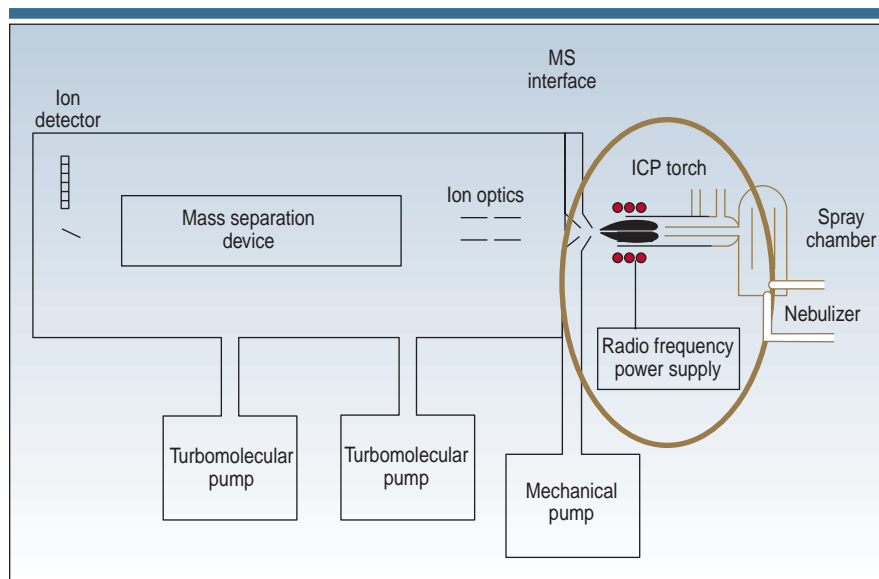 MS
interface
Ion
detector
ICP torch
Ion optics
Mass separation
device
Spray
chamber
Nebulizer
Radio frequency
power supply
Turbomolecular
pump
Turbomolecular
pump
Mechanical
pump